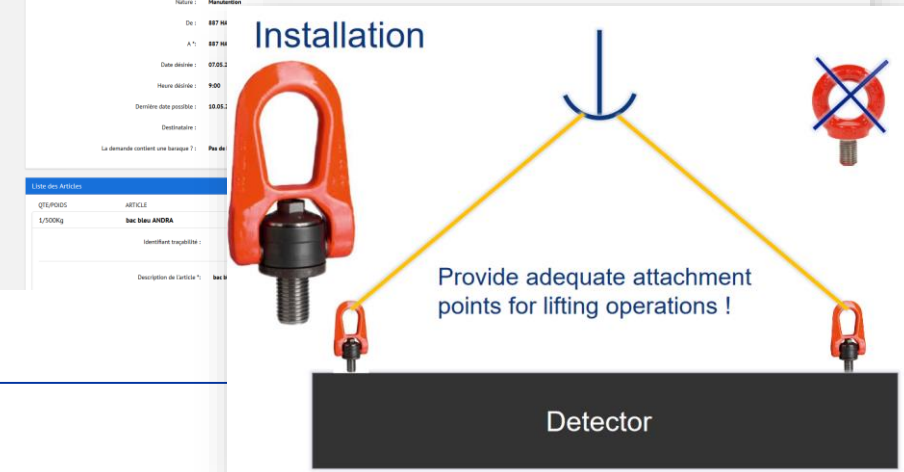 Nature : Manutention
De : 887
A *: 887
Date désirée : 07.05.2
Heure désirée : 9:00
Dernière date possible : 10.05.2
Destinataire :
La demande contient une baraque ? : Pas de
Liste des Articles
QTE/POIDS ARTICLE
1/500Kg bac bleu ANDRA
Identifiant traçabilité :
Description de l'article *: bac
Installation
Provide adequate attachment
points for lifting operations !
Detector